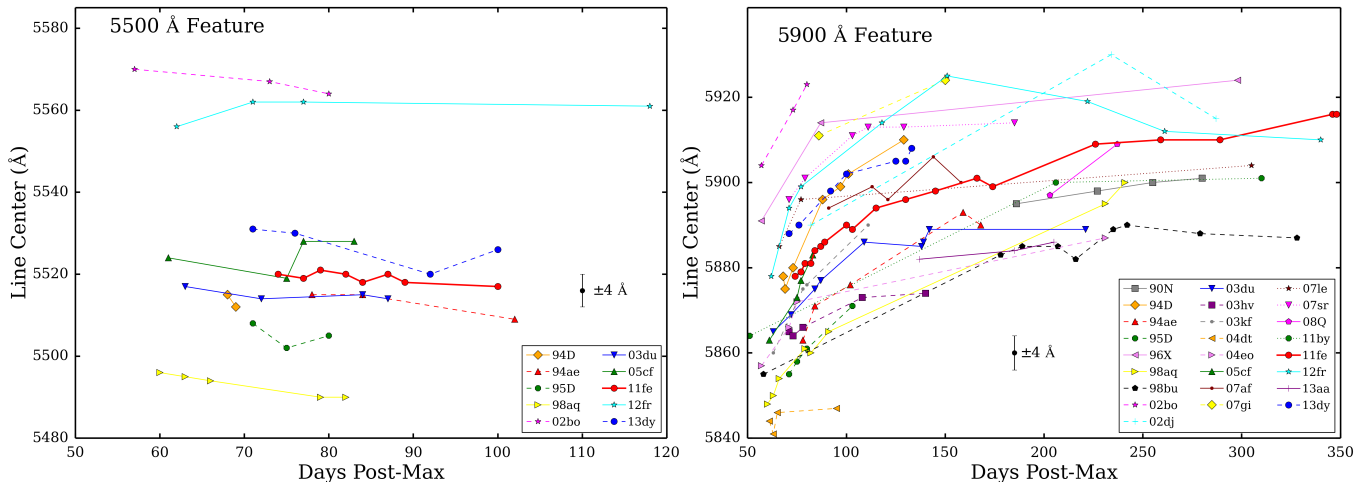 5500 Å Feature
5580
5560
5540
5520
5500
5480
Line Center (Å)
±4 Å
94D
94ae
95D
98aq
02bo
03du
05cf
11fe
12fr
13dy
50
60
70
80
90
100
110
120
Days Post-Max
5900 Å Feature
5920
5900
5880
5860
5840
Line Center (Å)
±4 Å
90N
94D
94ae
95D
96X
98aq
98bu
02bo
02dj
03du
03hv
03kf
04dt
04eo
05cf
07af
07gi
07le
07sr
08Q
11by
11fe
12fr
13aa
13dy
50
100
150
200
250
300
350
Days Post-Max